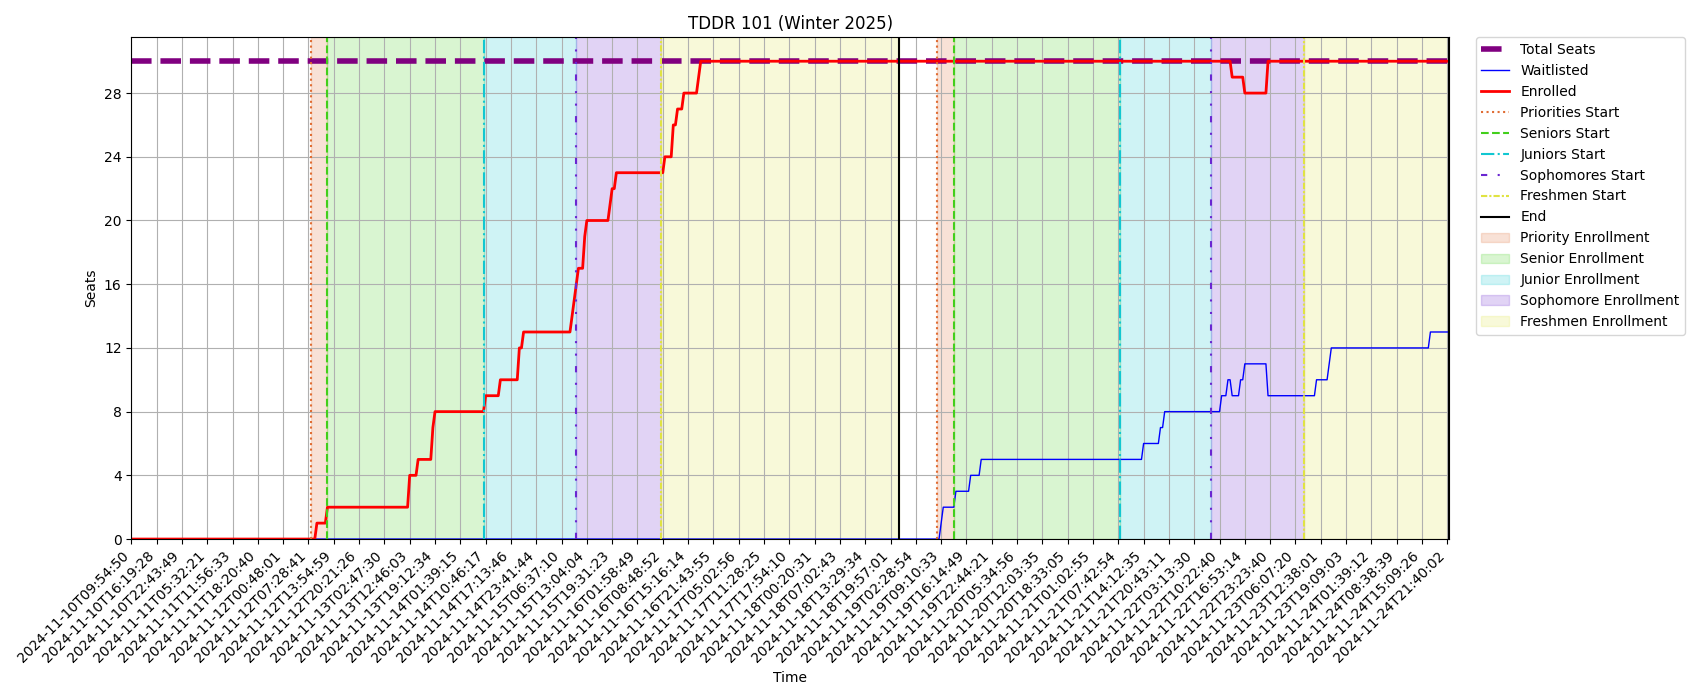 TDDR 101 (Winter 2025)
Seats
28
24
20
16
12
8
4
0
2024-11-10T09:54:50
2024-11-10T16:19:28
2024-11-10T22:43:49
2024-11-11T05:32:21
2024-11-11T11:56:33
2024-11-11T18:20:40
2024-11-12T00:48:01
2024-11-12T07:28:41
2024-11-12T13:54:59
2024-11-12T20:21:26
2024-11-13T02:47:30
2024-11-13T12:46:03
2024-11-13T19:12:34
2024-11-14T01:39:15
2024-11-14T10:46:17
2024-11-14T17:13:46
2024-11-14T23:41:44
2024-11-15T06:37:10
2024-11-15T13:04:04
2024-11-15T19:31:23
2024-11-16T01:58:49
2024-11-16T08:48:52
2024-11-16T15:16:14
2024-11-16T21:43:55
2024-11-17T05:02:56
2024-11-17T11:28:25
2024-11-17T17:54:10
2024-11-18T00:20:31
2024-11-18T07:02:43
2024-11-18T13:29:34
2024-11-18T19:57:01
2024-11-19T02:28:54
2024-11-19T09:10:33
2024-11-19T16:14:49
2024-11-19T22:44:21
2024-11-20T05:34:56
2024-11-20T12:03:35
2024-11-20T18:33:05
2024-11-21T01:02:55
2024-11-21T07:42:54
2024-11-21T14:12:35
2024-11-21T20:43:11
2024-11-22T03:13:30
2024-11-22T10:22:40
2024-11-22T16:53:14
2024-11-22T23:23:40
2024-11-23T06:07:20
2024-11-23T12:38:01
2024-11-23T19:09:03
2024-11-24T01:39:12
2024-11-24T08:38:39
2024-11-24T15:09:26
2024-11-24T21:40:02
Time
Total Seats
Waitlisted
Enrolled
Priorities Start
Seniors Start
Juniors Start
Sophomores Start
Freshmen Start
End
Priority Enrollment
Senior Enrollment
Junior Enrollment
Sophomore Enrollment
Freshmen Enrollment